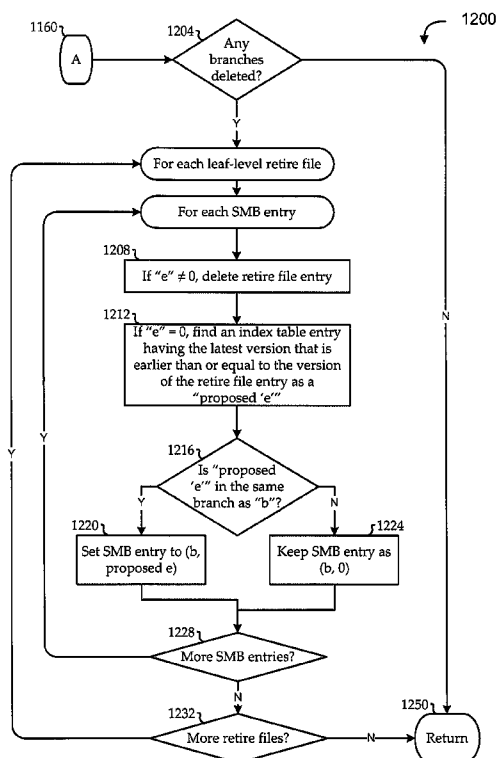 1200
1160
A
1204
Any
branches
deleted?
Y
N
For each leaf-level retire file
For each SMB entry
1208
If "e" ≠ 0, delete retire file entry
1212
If "e" = 0, find an index table entry
having the latest version that is
earlier than or equal to the version
of the retire file entry as a
"proposed 'e'"
1216
Is "proposed
'e'" in the same
branch as "b"?
Y
N
1220
Set SMB entry to (b,
proposed e)
1224
Keep SMB entry as
(b, 0)
1228
More SMB entries?
Y
N
1232
More retire files?
Y
N
1250
Return